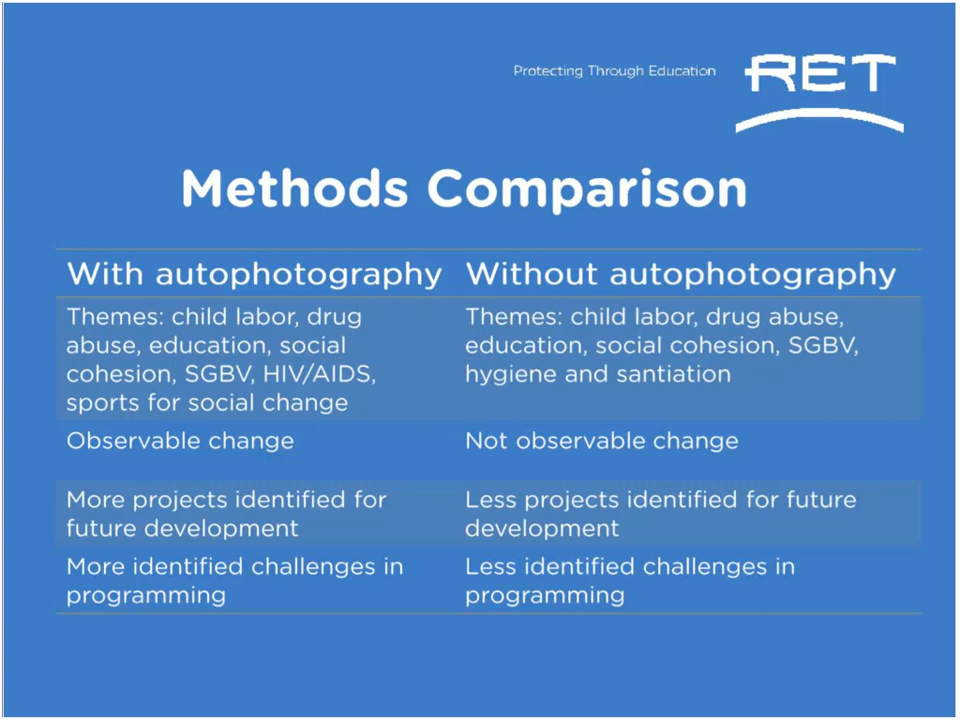 Protecting Through Education
RET
Methods Comparison
With autophotography
Without autophotography
Themes: child labor, drug
abuse, education, social
cohesion, SGBV, HIV/AIDS,
sports for social change
Themes: child labor, drug abuse,
education, social cohesion, SGBV,
hygiene and santiation
Observable change
Not observable change
More projects identified for
future development
Less projects identified for future
development
More identified challenges in
programming
Less identified challenges in
programming